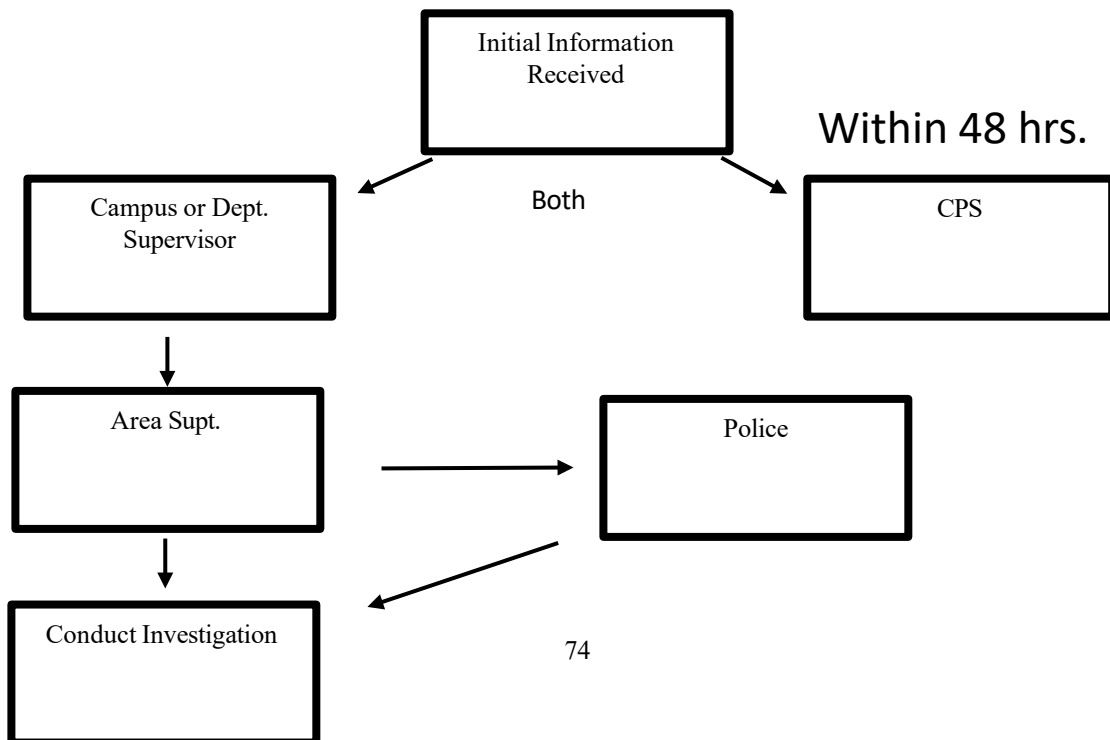 Initial Information
Received
Within 48 hrs.
Both
Campus or Dept.
Supervisor
CPS
Area Supt.
Police
Conduct Investigation
74